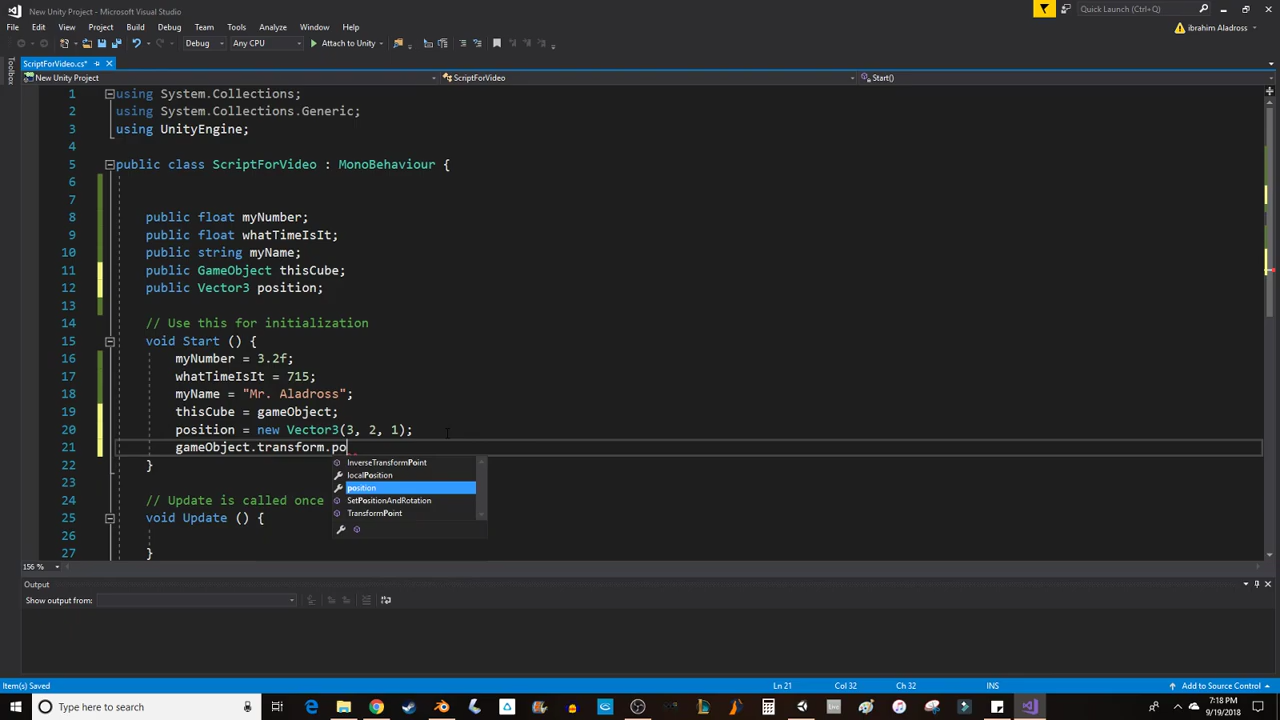 New Unity Project - Microsoft Visual Studio
Quick Launch (Ctrl+Q)
File Edit View Project Build Debug Team Tools Analyze Window Help
ibrahim Aladross
Debug Any CPU Attach to Unity
Toolbox
ScriptForVideo.cs*
New Unity Project ScriptForVideo Start()
1 using System.Collections;
2 using System.Collections.Generic;
3 using UnityEngine;
4
5 public class ScriptForVideo : MonoBehaviour {
6
7
8 public float myNumber;
9 public float whatTimeIsIt;
10 public string myName;
11 public GameObject thisCube;
12 public Vector3 position;
13
14 // Use this for initialization
15 void Start () {
16 myNumber = 3.2f;
17 whatTimeIsIt = 715;
18 myName = "Mr. Aladross";
19 thisCube = gameObject;
20 position = new Vector3(3, 2, 1);
21 gameObject.transform.po
22 }
InverseTransformPoint
localPosition
position
SetPositionAndRotation
TransformPoint
23
24 // Update is called once
25 void Update () {
26
27 }
156 %
Output
Show output from:
Item(s) Saved Ln 21 Col 32 Ch 32 INS Add to Source Control
Type here to search
7:18 PM
9/19/2018